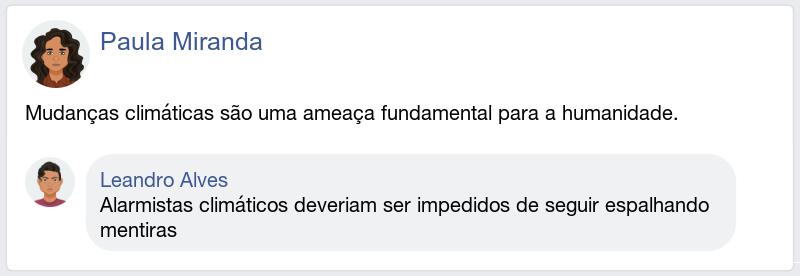 Paula Miranda
Mudanças climáticas são uma ameaça fundamental para a humanidade.
Leandro Alves
Alarmistas climáticos deveriam ser impedidos de seguir espalhando
mentiras